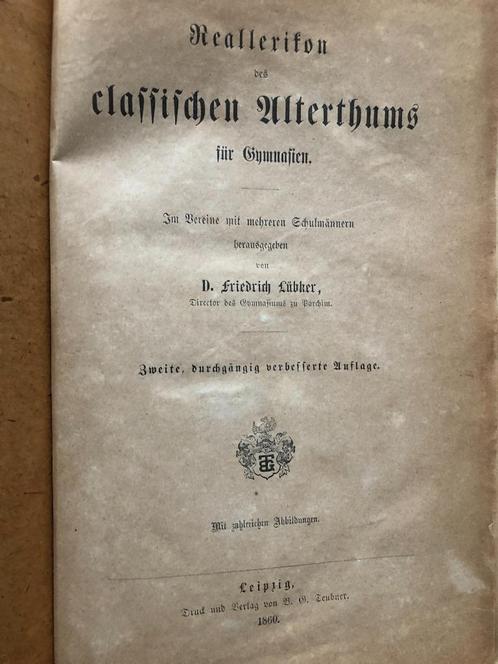 Reallexikon
des
classischen Alterthums
für Gymnasien.
Im Vereine mit mehreren Schulmännern
herausgegeben
von
D. Friedrich Lübker,
Director des Gymnasiums zu Parchim.
Zweite, durchgängig verbesserte Auflage.
Mit zahlreichen Abbildungen.
Leipzig,
Druck und Verlag von B. G. Teubner.
1860.